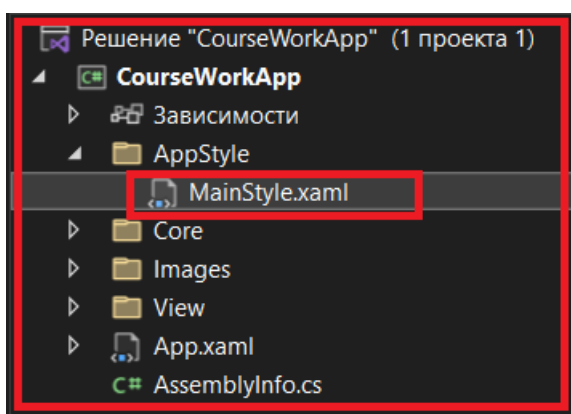 Решение "CourseWorkApp" (1 проекта 1)
C# CourseWorkApp
Зависимости
AppStyle
MainStyle.xaml
Core
Images
View
App.xaml
C# AssemblyInfo.cs